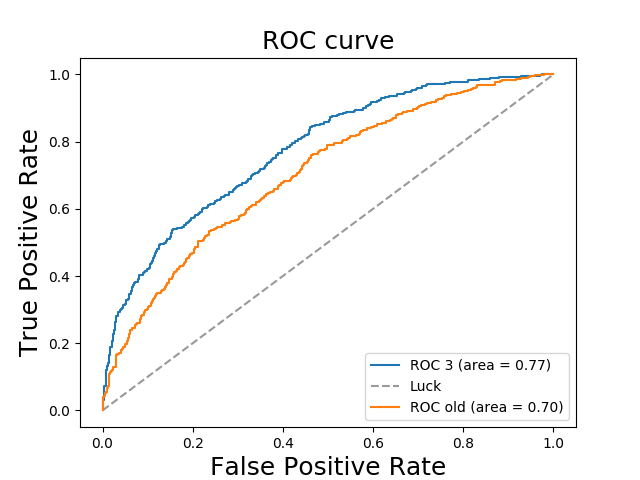 ROC curve
True Positive Rate
1.0
0.8
0.6
0.4
0.2
0.0
ROC 3 (area = 0.77)
Luck
ROC old (area = 0.70)
0.0 0.2 0.4 0.6 0.8 1.0
False Positive Rate